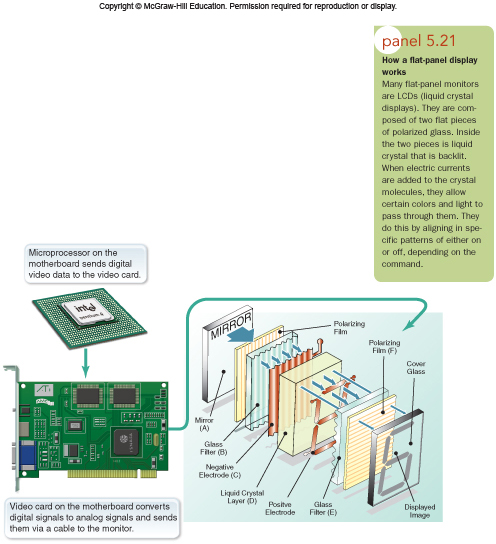 Copyright © McGraw-Hill Education. Permission required for reproduction or display.
panel 5.21
How a flat-panel display
works
Many flat-panel monitors
are LCDs (liquid crystal
displays). They are com-
posed of two flat pieces
of polarized glass. Inside
the two pieces is liquid
crystal that is backlit.
When electric currents
are added to the crystal
molecules, they allow
certain colors and light to
pass through them. They
do this by aligning in spe-
cific patterns of either on
or off, depending on the
command.
Microprocessor on the
motherboard sends digital
video data to the video card.
intel
pentium 4
ATi
Video card on the motherboard converts
digital signals to analog signals and sends
them via a cable to the monitor.
MIRROR
Polarizing
Film
Polarizing
Film (F)
Cover
Glass
Mirror
(A)
Glass
Filter (B)
Negative
Electrode (C)
Liquid Crystal
Layer (D)
Positve
Electrode
Glass
Filter (E)
Displayed
Image